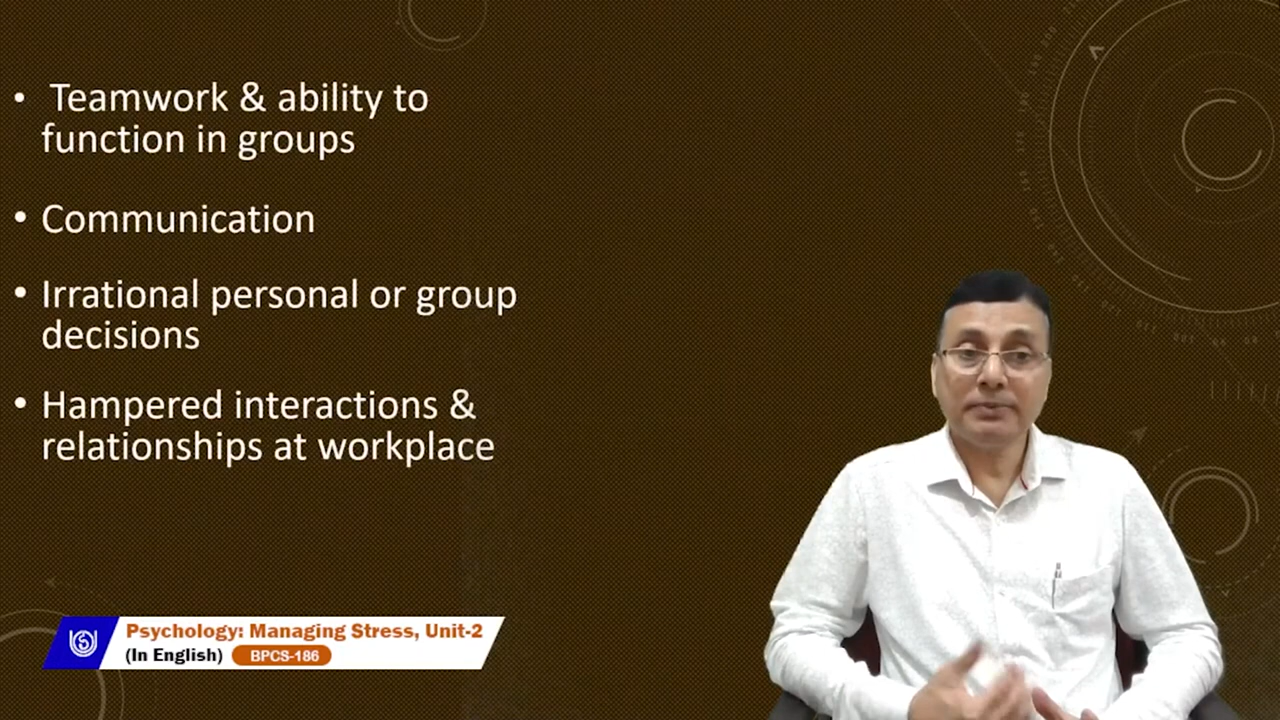 • Teamwork & ability to
function in groups
• Communication
• Irrational personal or group
decisions
• Hampered interactions &
relationships at workplace
Psychology: Managing Stress, Unit-2
(In English) BPCS-186